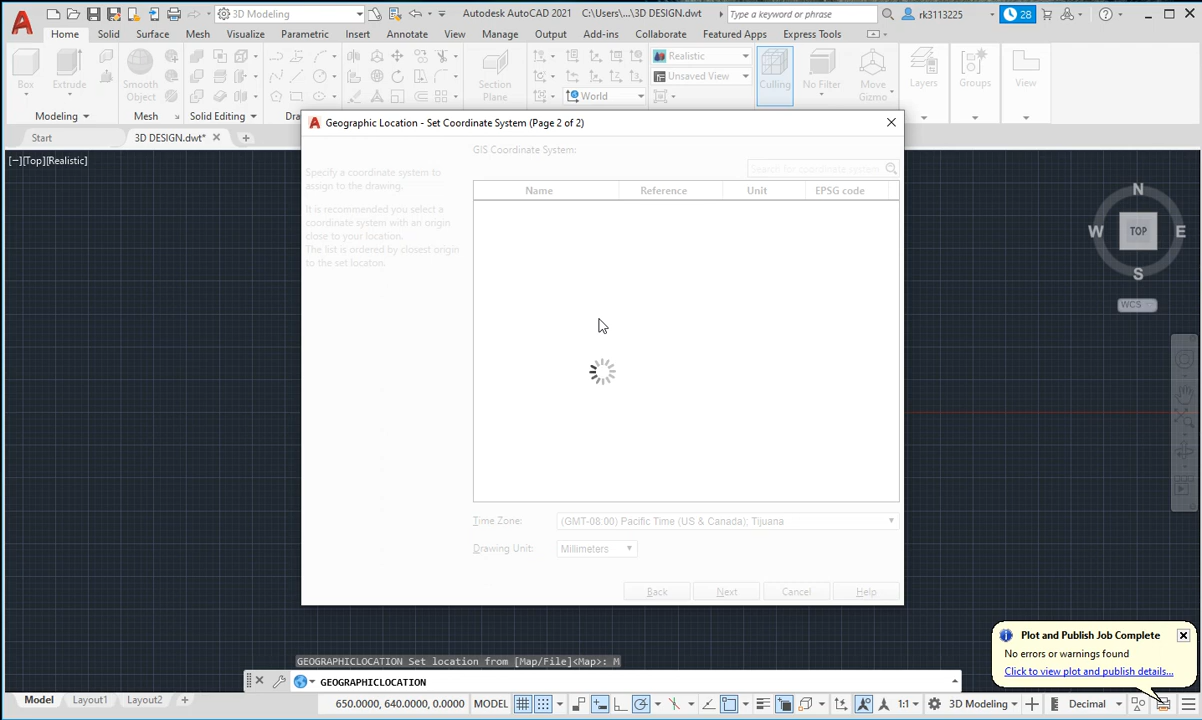 3D Modeling
Autodesk AutoCAD 2021 C:\Users\...\3D DESIGN.dwt
Type a keyword or phrase
rk3113225
28
Home Solid Surface Mesh Visualize Parametric Insert Annotate View Manage Output Add-ins Collaborate Featured Apps Express Tools
Box
Extrude
Smooth
Object
Section
Plane
Realistic
Unsaved View
World
Culling
No Filter
Move
Gizmo
Layers
Groups
View
Modeling
Mesh
Solid Editing
Start
3D DESIGN.dwt*
[−][Top][Realistic]
Geographic Location - Set Coordinate System (Page 2 of 2)
Specify a coordinate system to
assign to the drawing.
It is recommended you select a
coordinate system with an origin
close to your location.
The list is ordered by closest origin
to the set locaton.
GIS Coordinate System:
Search for coordinate system
Name Reference Unit EPSG code
Time Zone: (GMT-08:00) Pacific Time (US & Canada); Tijuana
Drawing Unit: Millimeters
Back Next Cancel Help
N
W TOP E
S
WCS
GEOGRAPHICLOCATION Set location from [Map/File]<Map>: M
GEOGRAPHICLOCATION
Plot and Publish Job Complete
No errors or warnings found
Click to view plot and publish details...
Model Layout1 Layout2
650.0000, 640.0000, 0.0000 MODEL
1:1
3D Modeling
Decimal